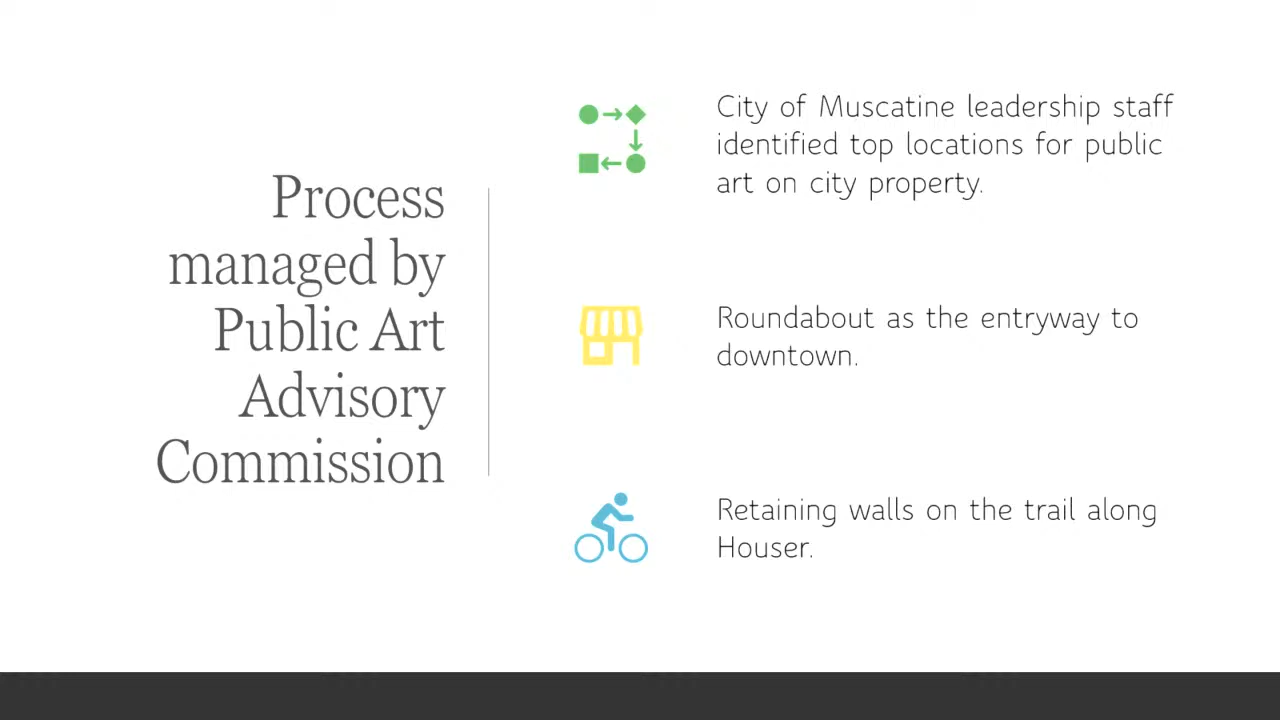 Process
managed by
Public Art
Advisory
Commission
City of Muscatine leadership staff
identified top locations for public
art on city property.
Roundabout as the entryway to
downtown.
Retaining walls on the trail along
Houser.